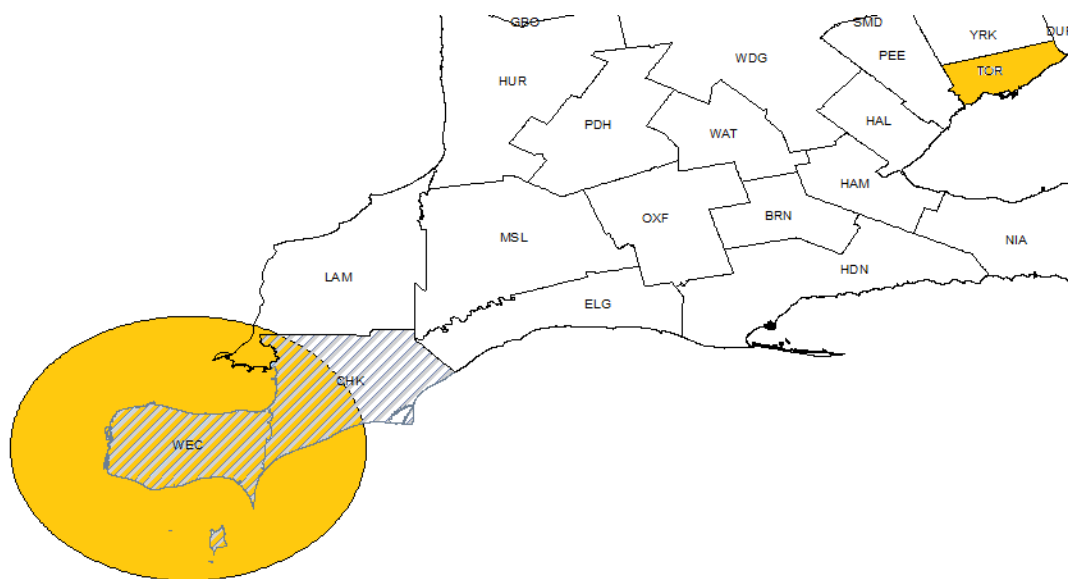 GBO
SMD
YRK
DUR
WDG
PEE
TOR
HUR
PDH
WAT
HAL
HAM
OXF
BRN
MSL
NIA
LAM
HDN
ELG
CHK
WEC